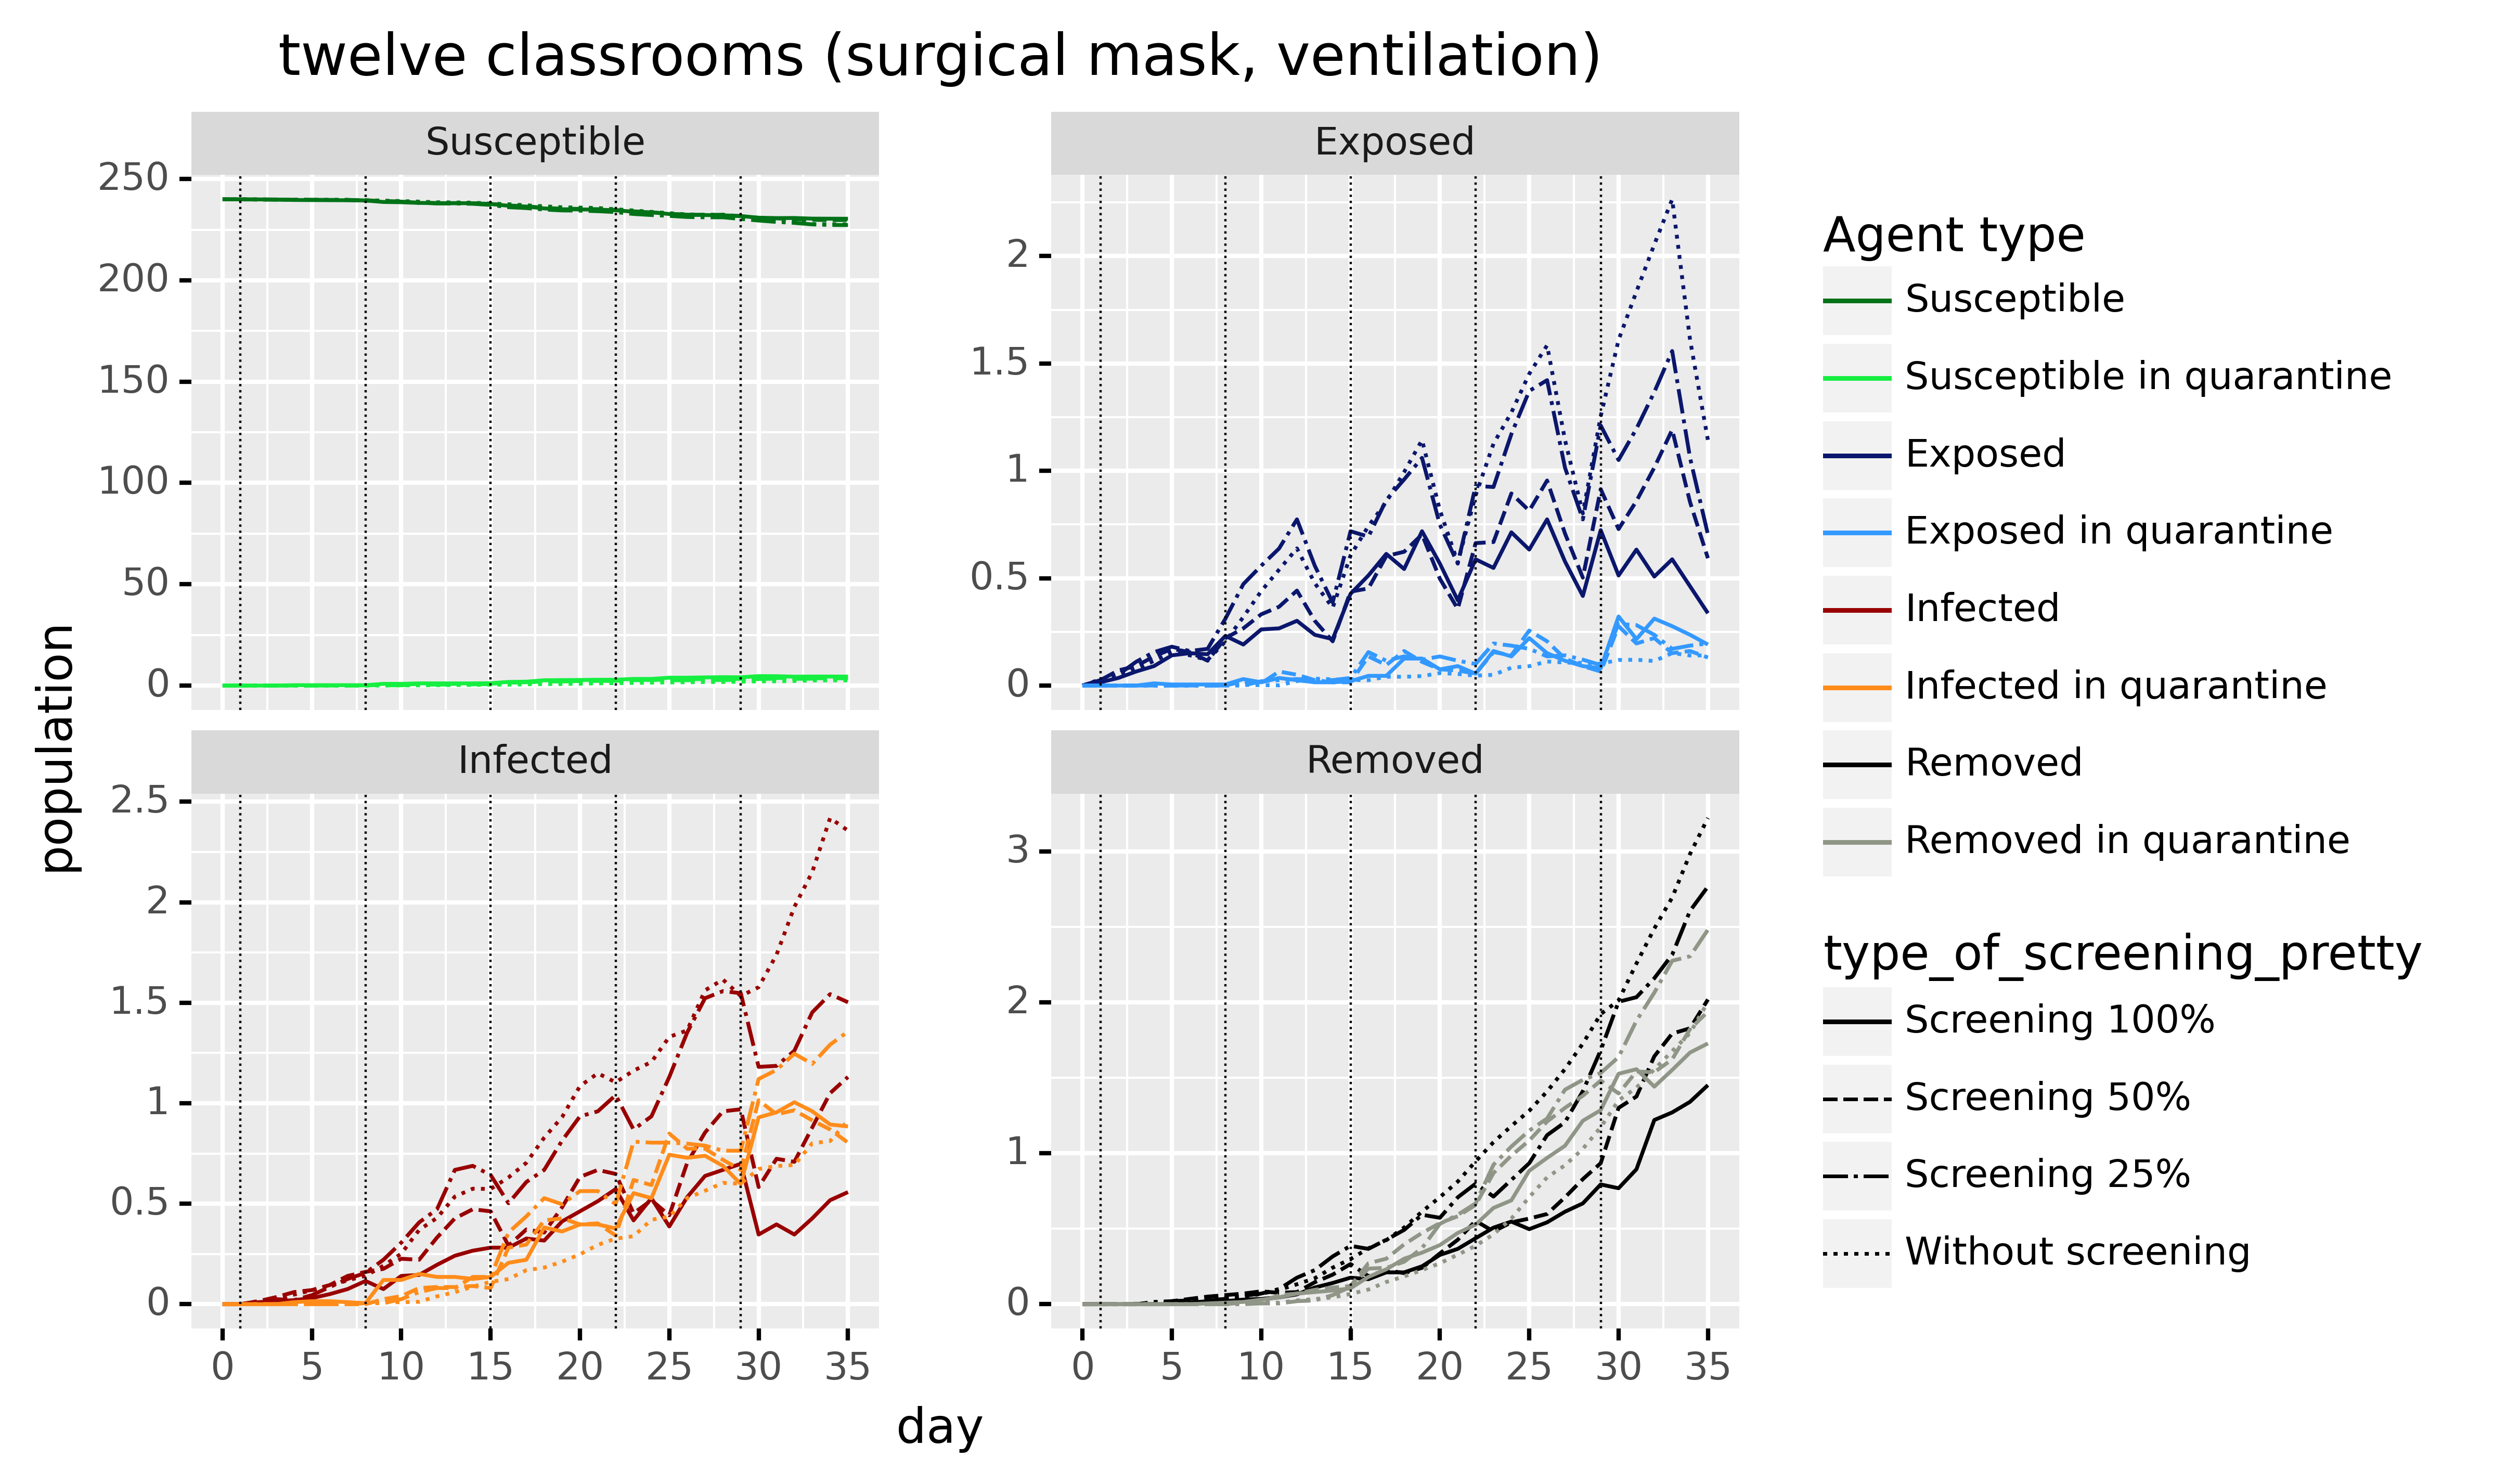 twelve classrooms (surgical mask, ventilation)
Susceptible
Exposed
250
200
150
100
50
0
2
1.5
1
0.5
0
Infected
Removed
2.5
2
1.5
1
0.5
0
3
2
1
0
0 5 10 15 20 25 30 35
0 5 10 15 20 25 30 35
population
day
Agent type
Susceptible
Susceptible in quarantine
Exposed
Exposed in quarantine
Infected
Infected in quarantine
Removed
Removed in quarantine
type_of_screening_pretty
Screening 100%
Screening 50%
Screening 25%
Without screening